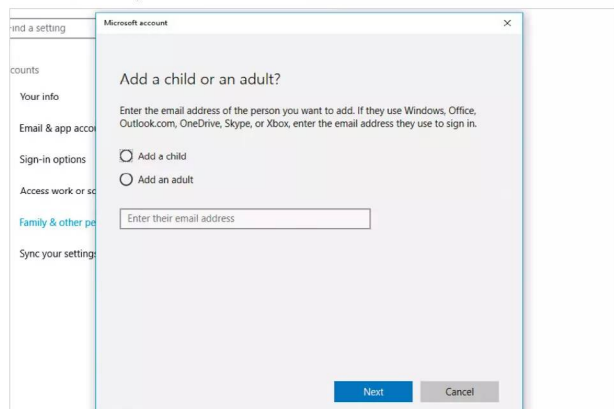 Microsoft account
ind a setting
counts
Your info
Email & app accou
Sign-in options
Access work or sc
Family & other pe
Sync your settings
Add a child or an adult?
Enter the email address of the person you want to add. If they use Windows, Office,
Outlook.com, OneDrive, Skype, or Xbox, enter the email address they use to sign in.
Add a child
Add an adult
Enter their email address
Next
Cancel